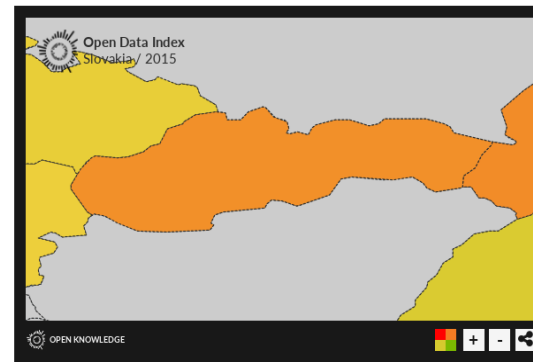 Open Data Index
Slovakia / 2015
OPEN KNOWLEDGE
+
-